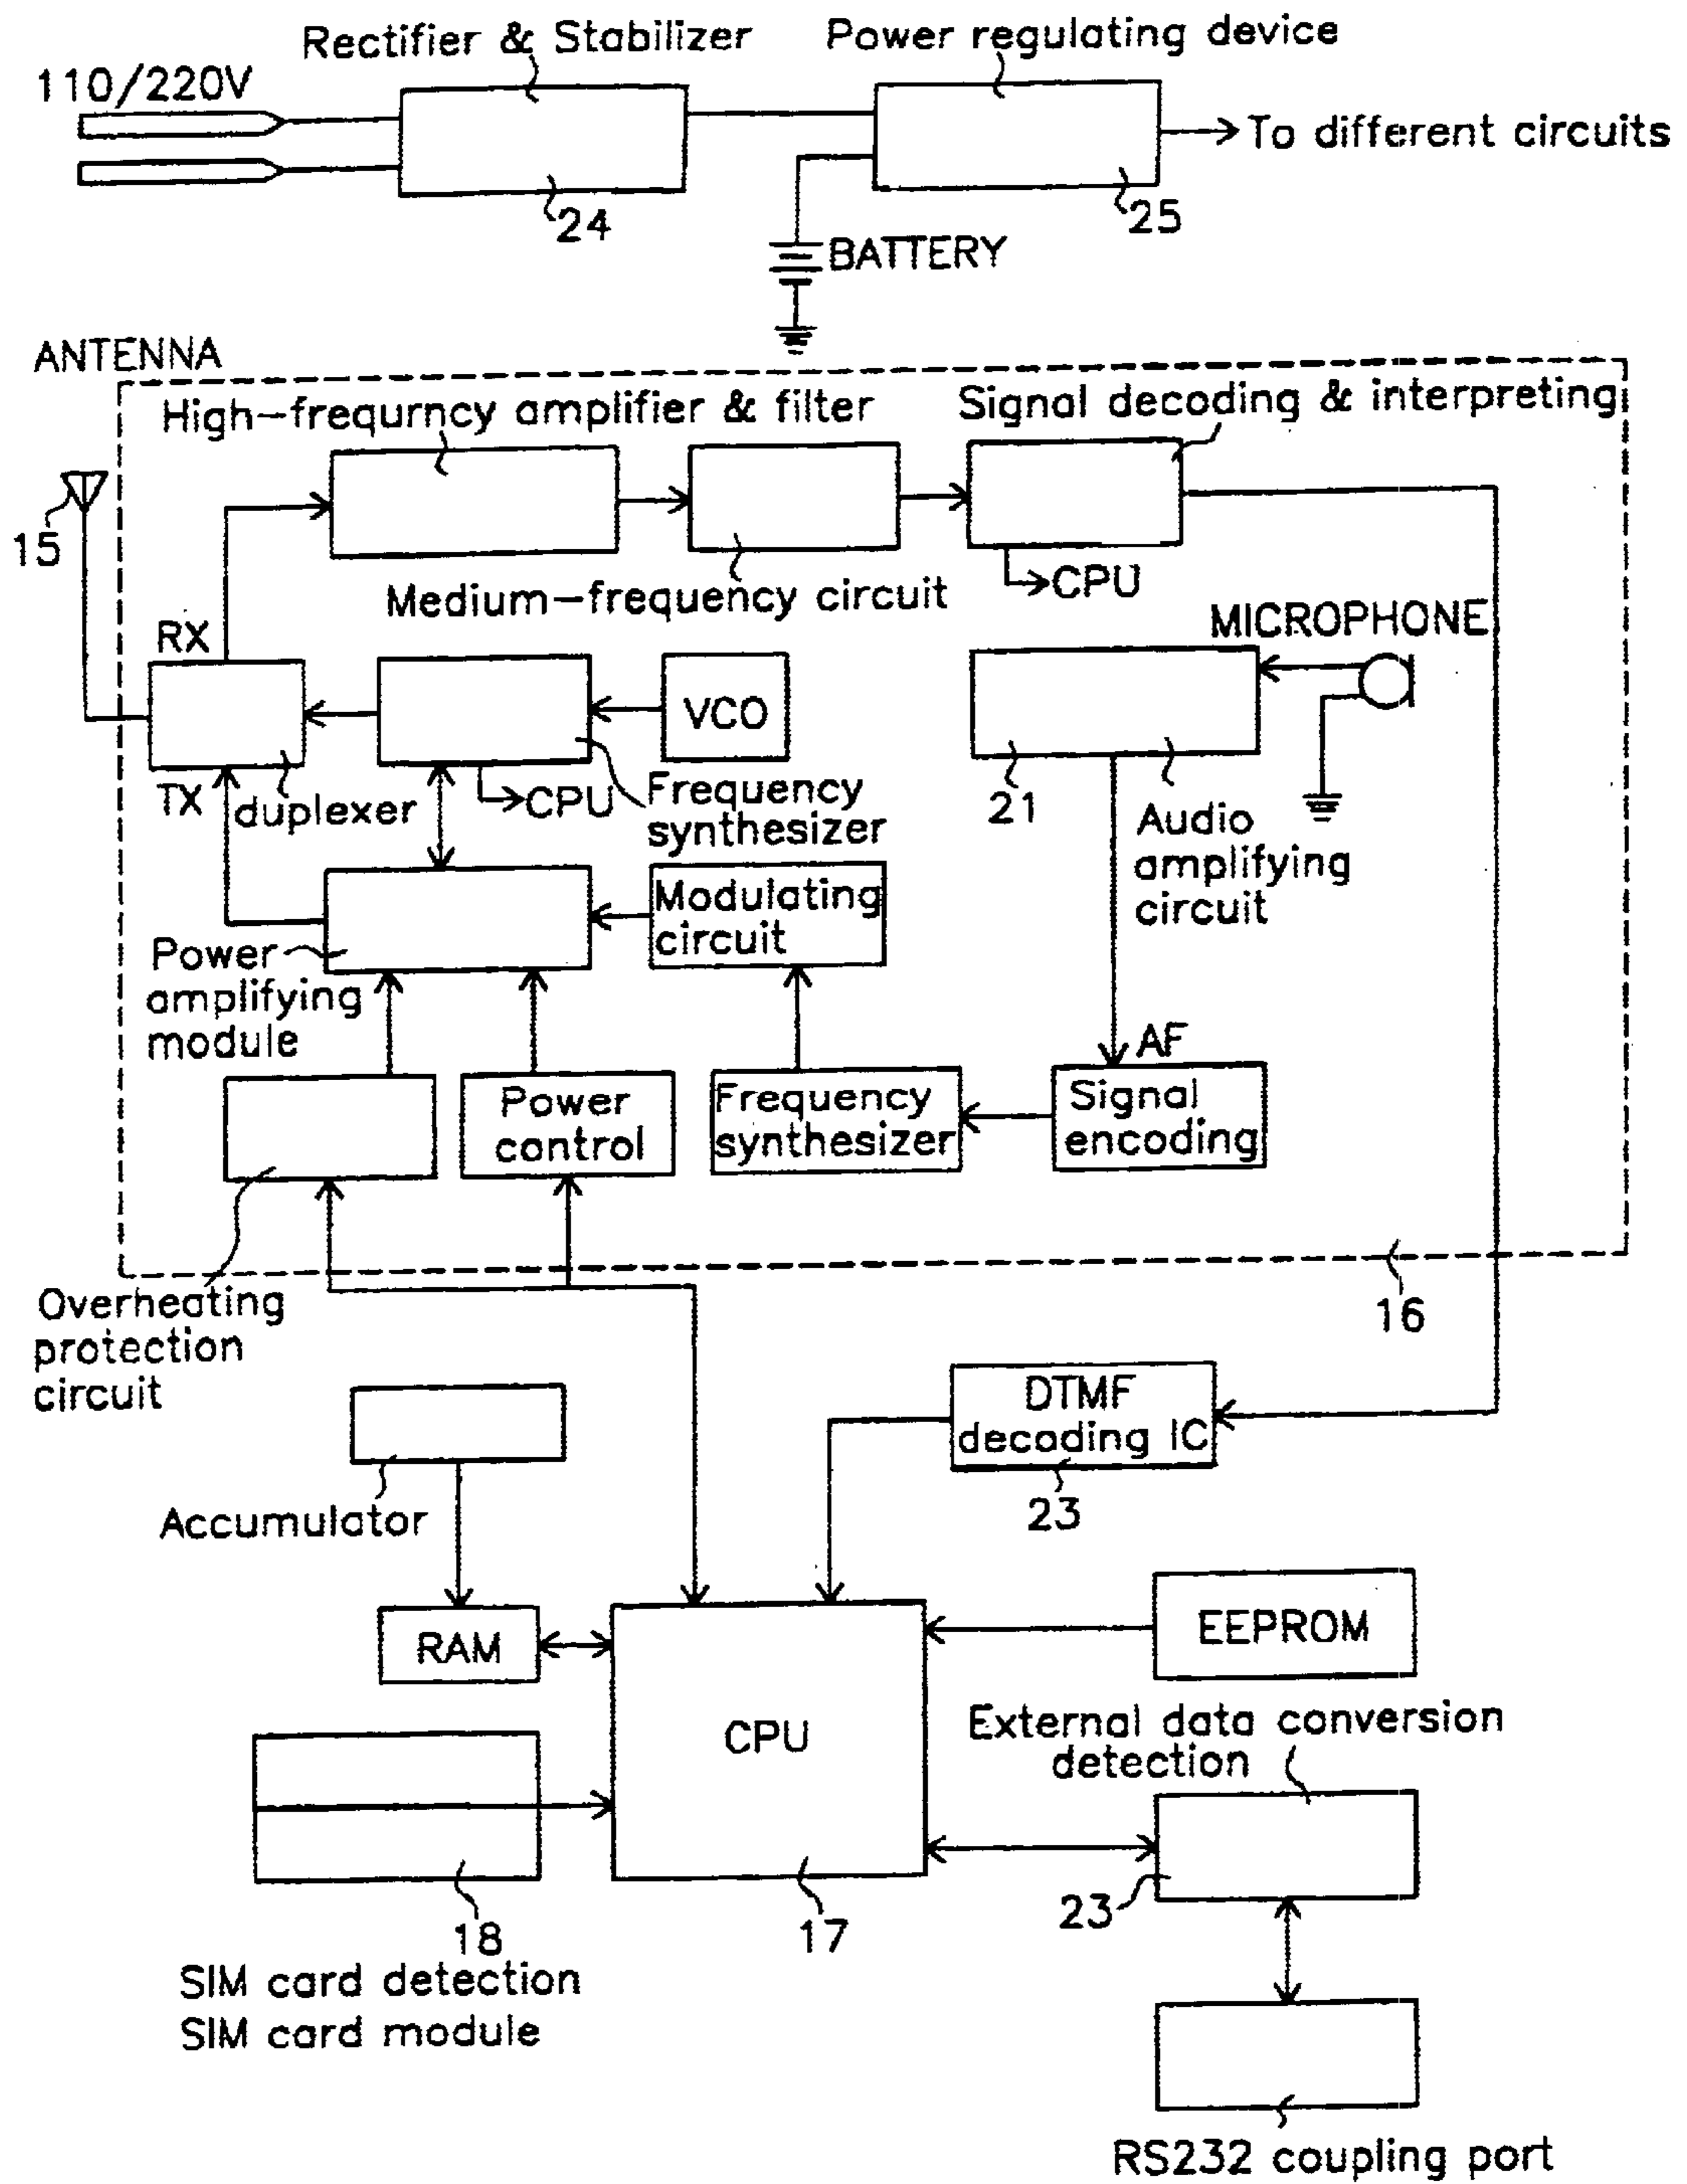 Rectifier & Stabilizer
Power regulating device
110/220V
To different circuits
24
25
BATTERY
ANTENNA
High-frequrncy amplifier & filter
Signal decoding & interpreting
15
Medium-frequency circuit
CPU
RX
MICROPHONE
VCO
TX
duplexer
CPU
Frequency
synthesizer
21
Audio
amplifying
circuit
Modulating
circuit
Power
amplifying
module
AF
Power
control
Frequency
synthesizer
Signal
encoding
Overheating
protection
circuit
16
DTMF
decoding IC
23
Accumulator
RAM
EEPROM
CPU
External data conversion
detection
23
18
17
SIM card detection
SIM card module
RS232 coupling port